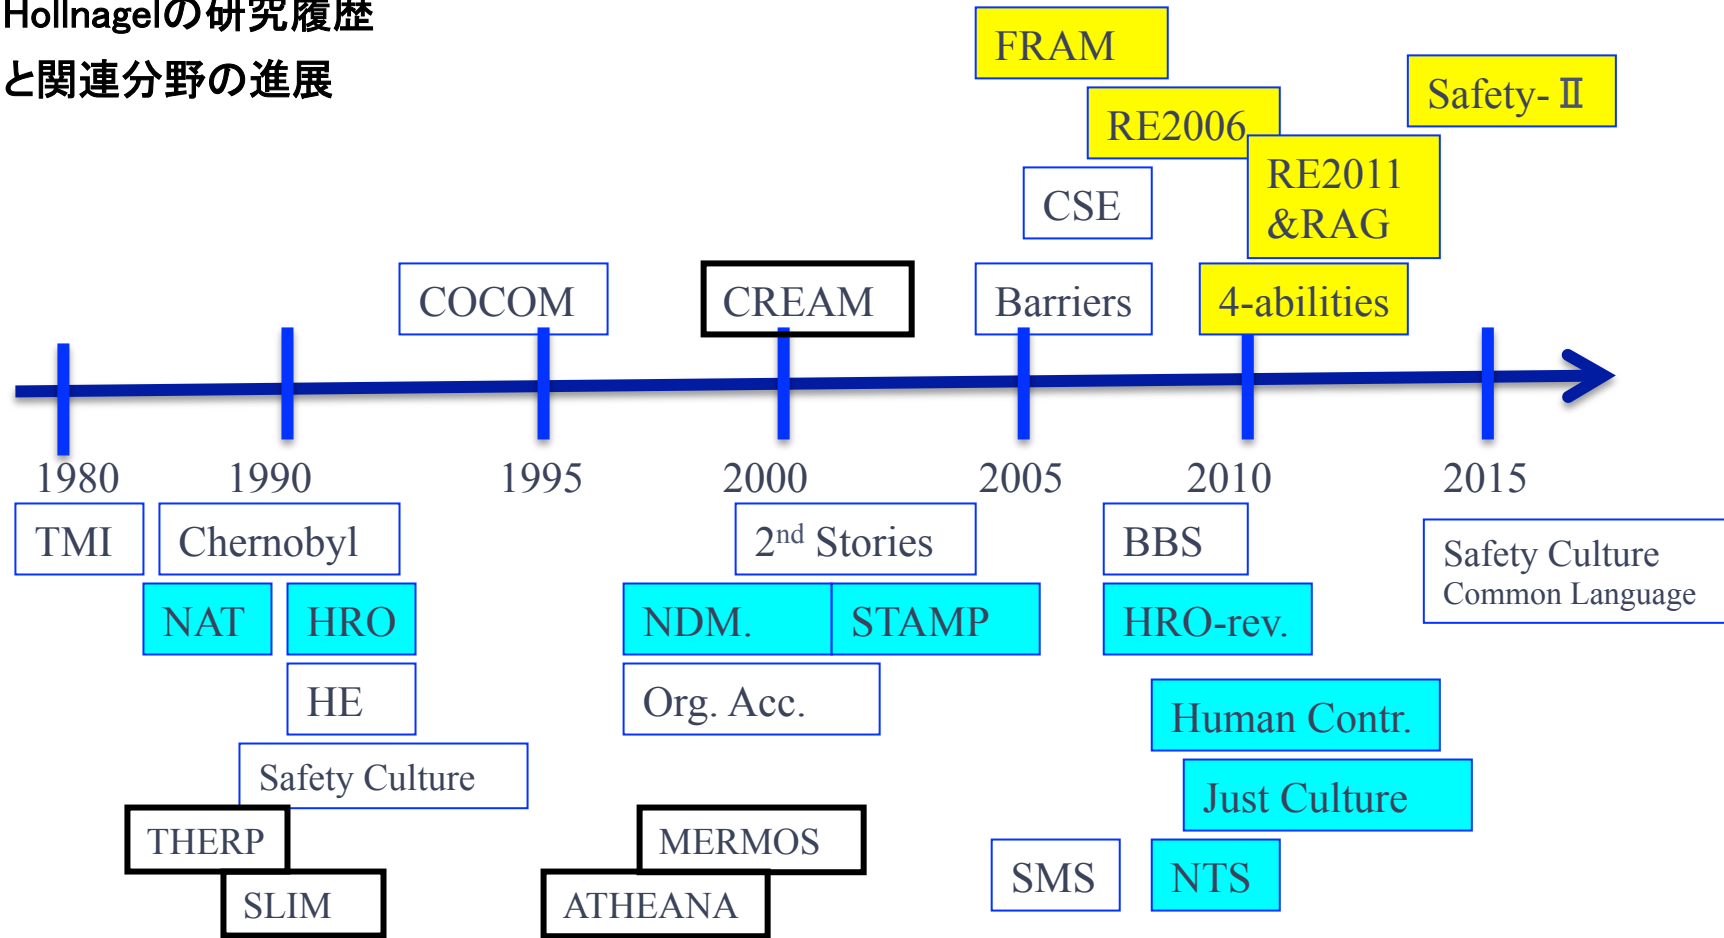 Hollnagelの研究履歴
と関連分野の進展
FRAM
Safety-Ⅱ
RE2006
RE2011
&RAG
CSE
COCOM
CREAM
Barriers
4-abilities
1980
1990
1995
2000
2005
2010
2015
TMI
Chernobyl
2nd Stories
BBS
Safety Culture
Common Language
NAT
HRO
NDM.
STAMP
HRO-rev.
HE
Org. Acc.
Human Contr.
Safety Culture
Just Culture
THERP
MERMOS
SMS
NTS
SLIM
ATHEANA